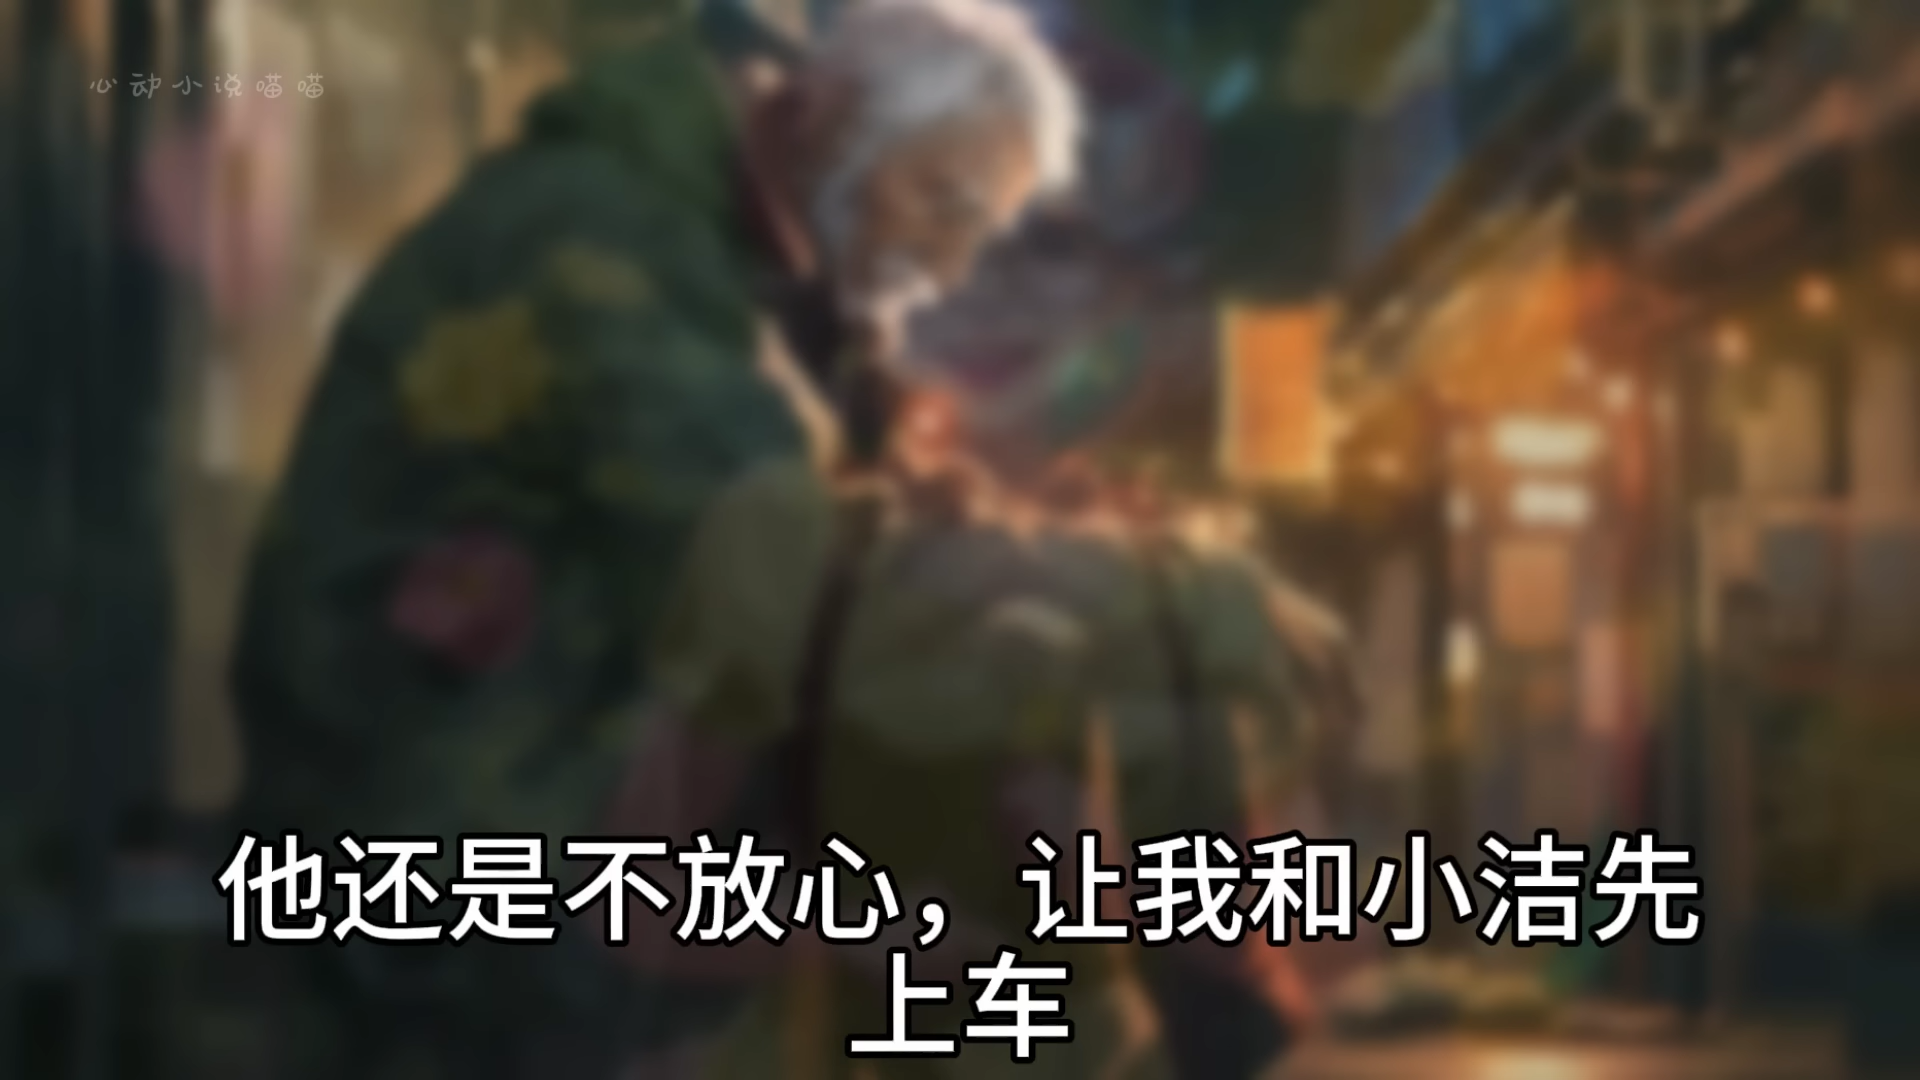 心动小说喵喵
他还是不放心，让我和小洁先
上车